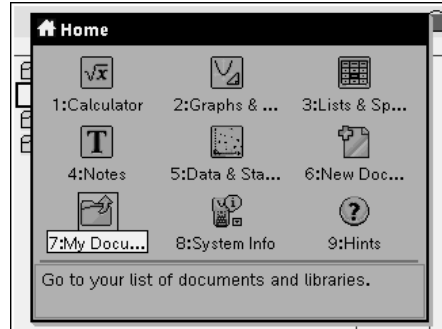 Home
1:Calculator 2:Graphs & ... 3:Lists & Sp...
4:Notes 5:Data & Sta... 6:New Doc...
7:My Docu... 8:System Info 9:Hints
Go to your list of documents and libraries.